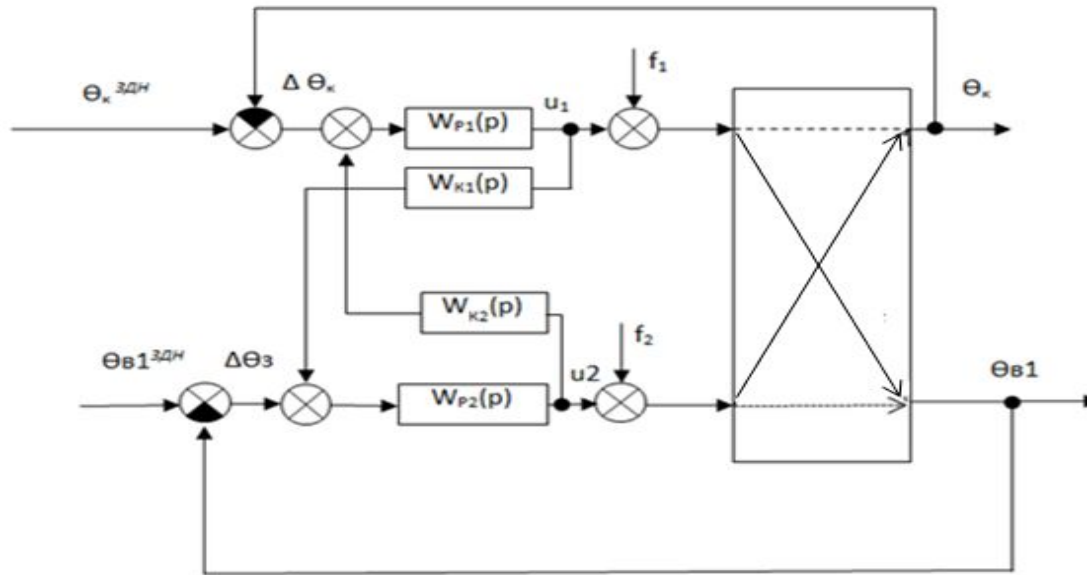 Θк ЗДН
Δ Θк
WР1(p)
u1
f1
Θк
WК1(p)
WК2(p)
ΘВ1 ЗДН
ΔΘЗ
WР2(p)
u2
f2
ΘВ1